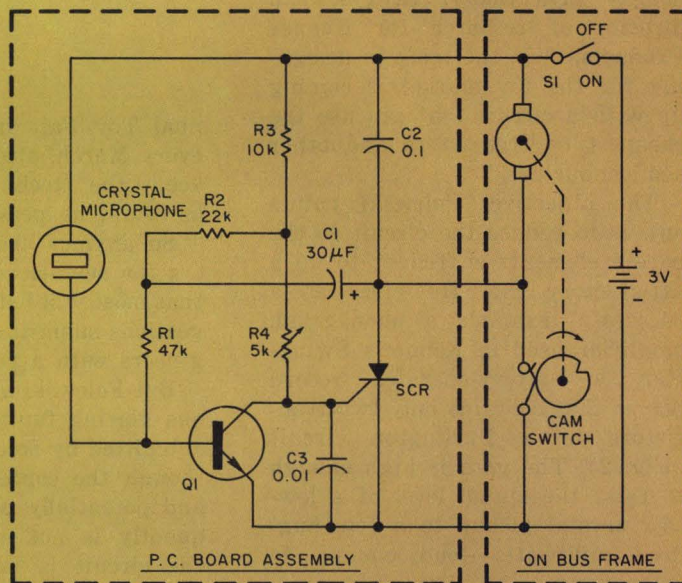 OFF
S1 ON
R3
10k
C2
0.1
CRYSTAL
MICROPHONE
R2
22k
C1
30µF
+
+
3V
-
R1
47k
R4
5k
SCR
CAM
SWITCH
Q1
C3
0.01
P.C. BOARD ASSEMBLY
ON BUS FRAME